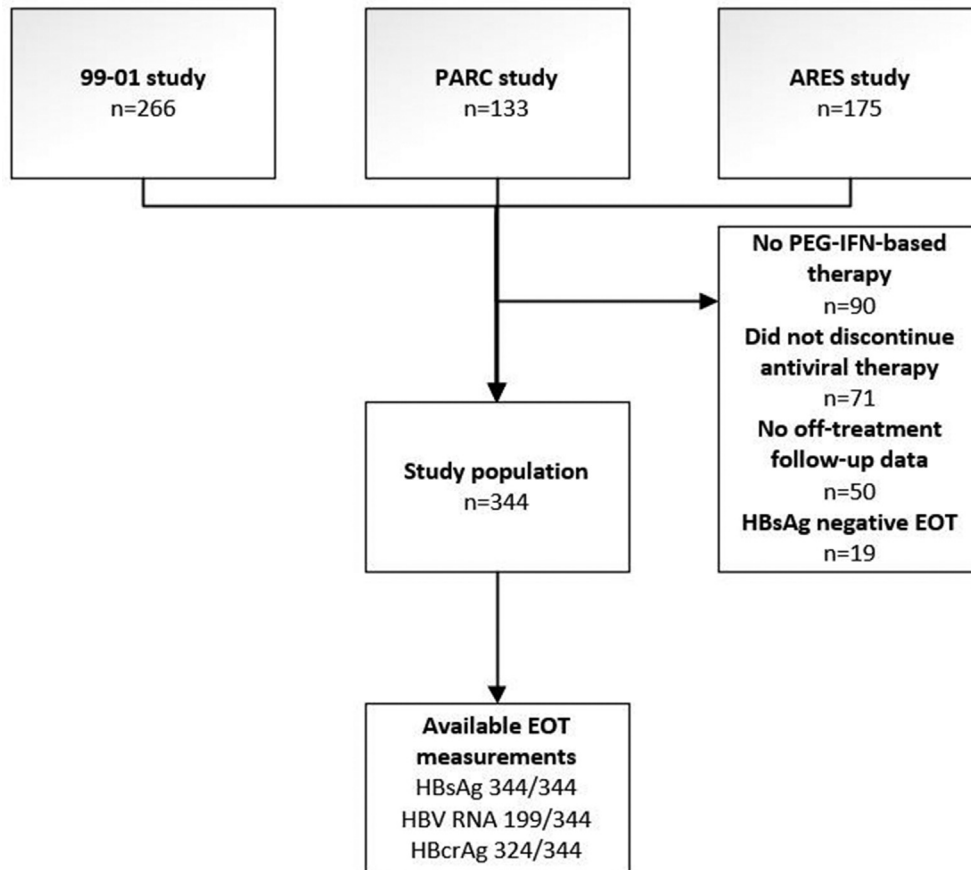 99-01 study
n=266
PARC study
n=133
ARES study
n=175
No PEG-IFN-based
therapy
n=90
Did not discontinue
antiviral therapy
n=71
No off-treatment
follow-up data
n=50
HBsAg negative EOT
n=19
Study population
n=344
Available EOT
measurements
HBsAg 344/344
HBV RNA 199/344
HBcrAg 324/344